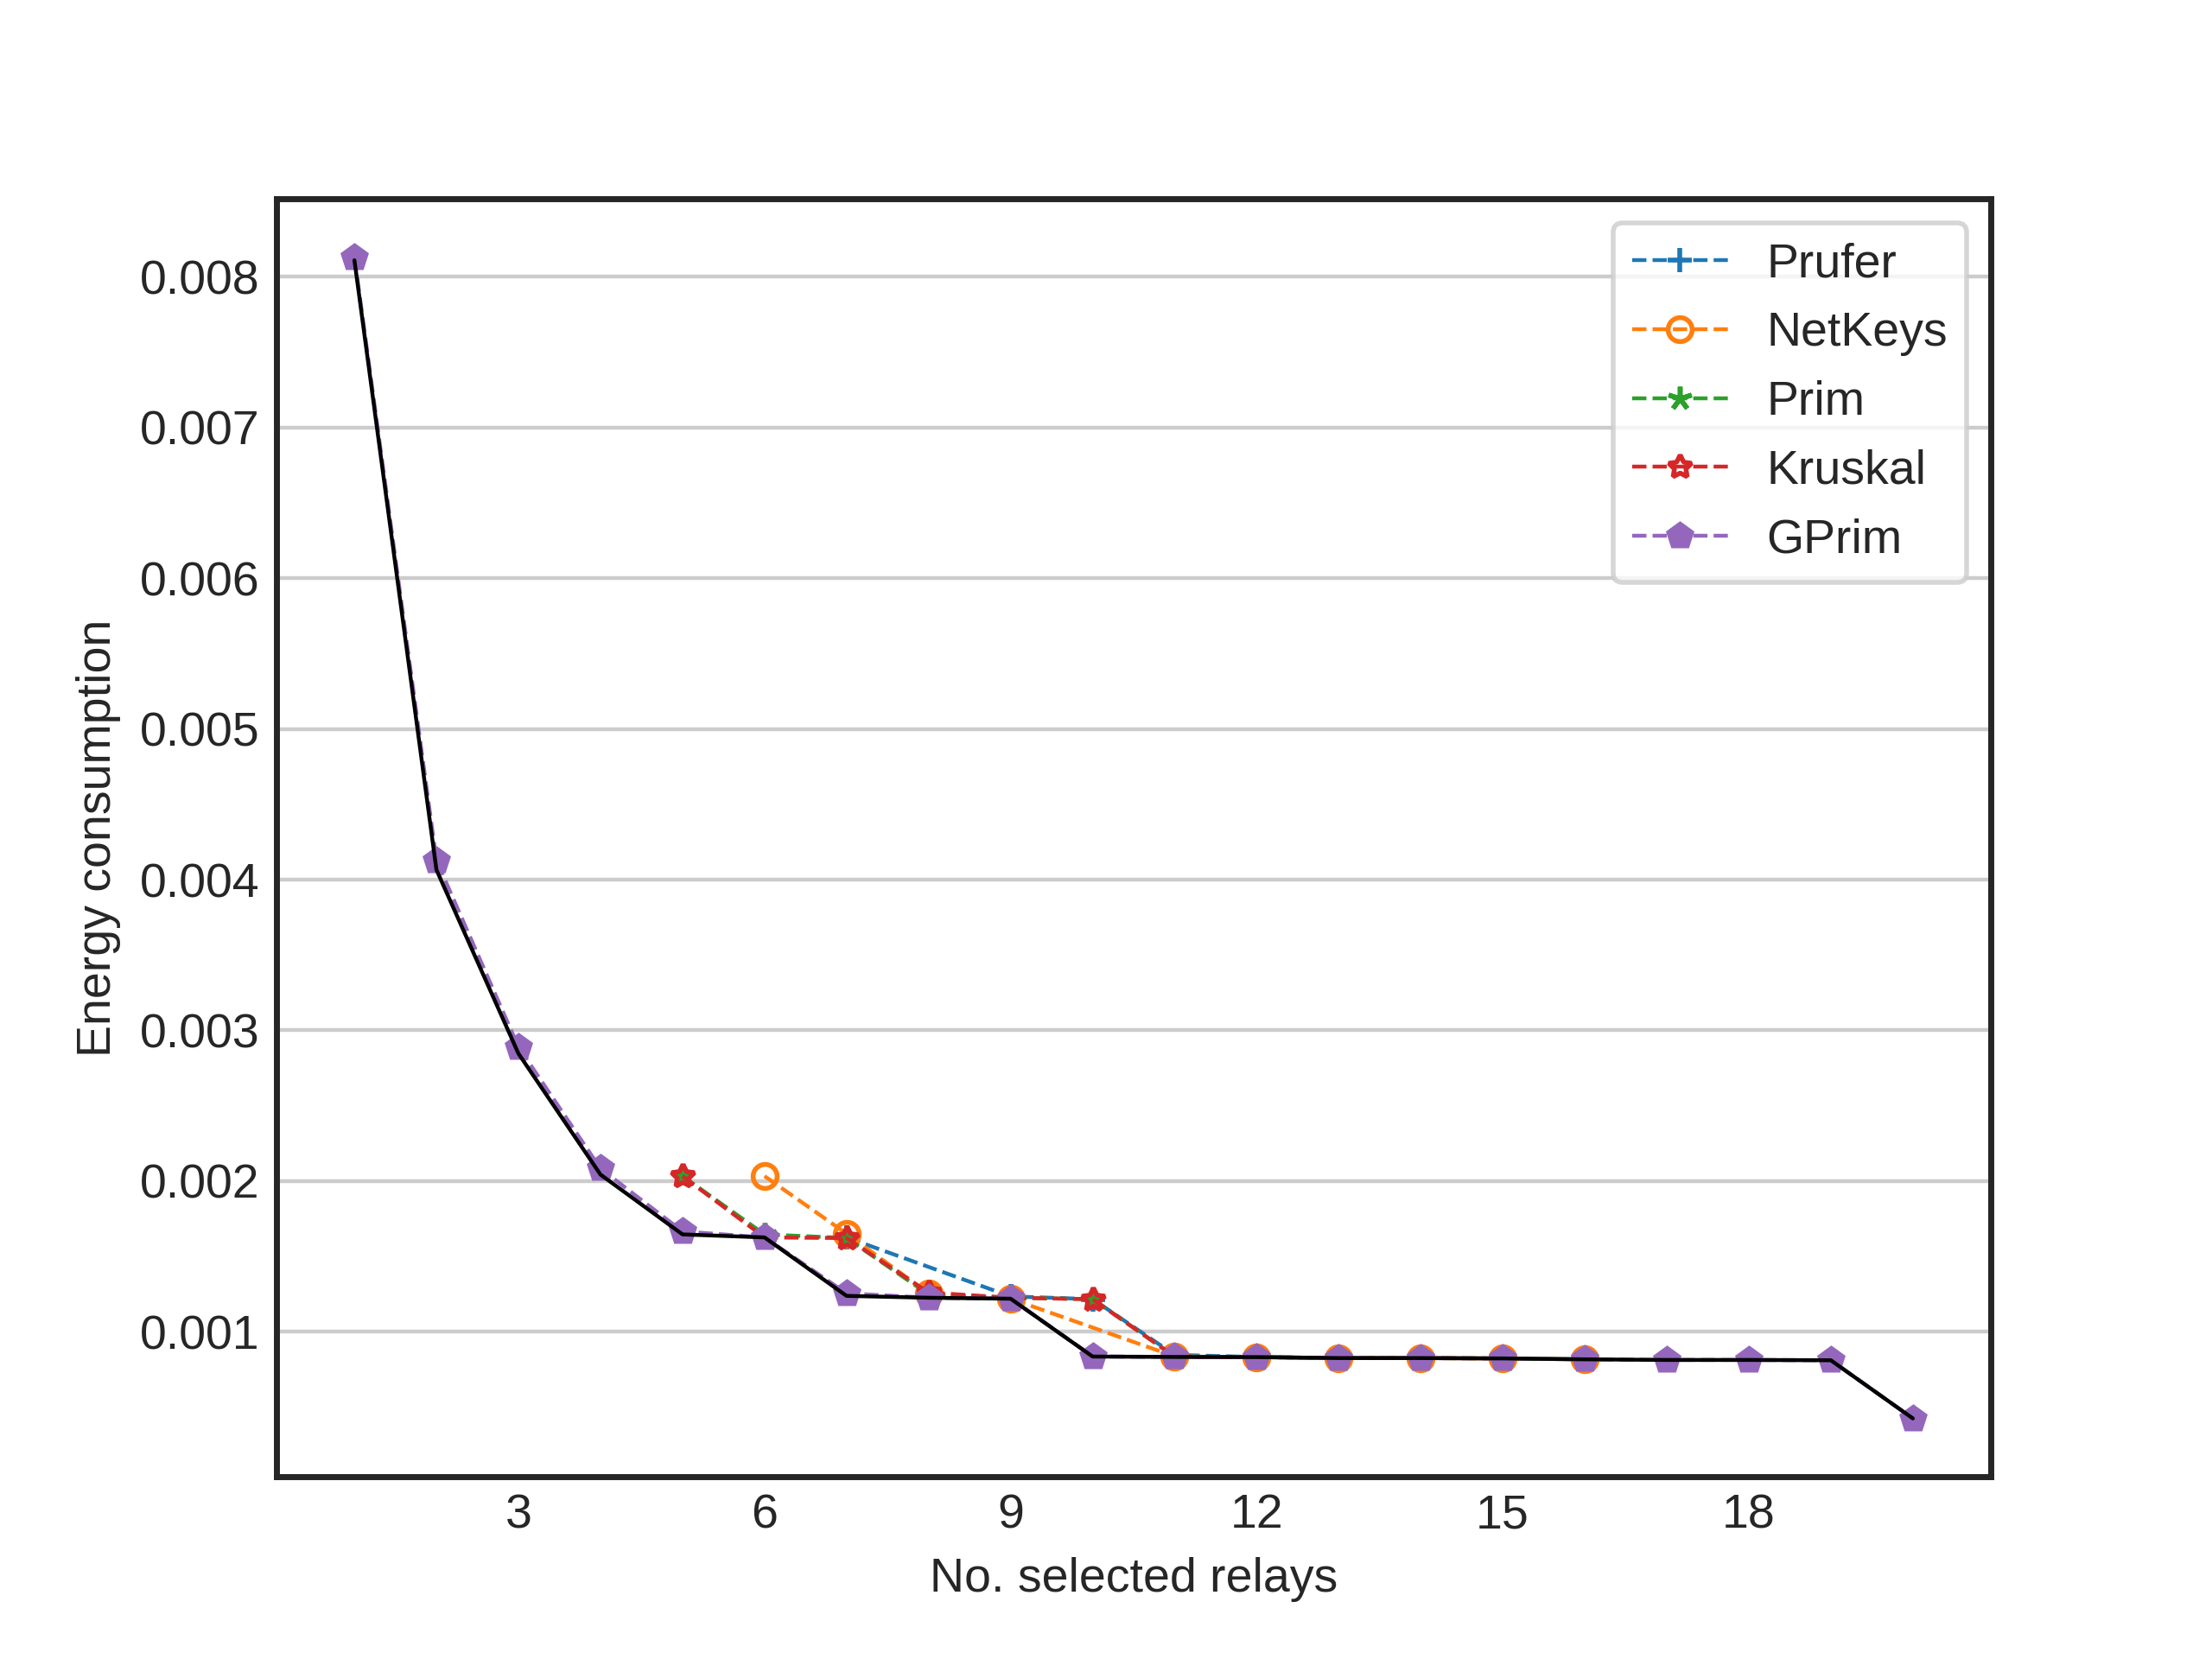 Prufer
NetKeys
Prim
Kruskal
GPrim
0.008
0.007
0.006
0.005
0.004
0.003
0.002
0.001
Energy consumption
3 6 9 12 15 18
No. selected relays